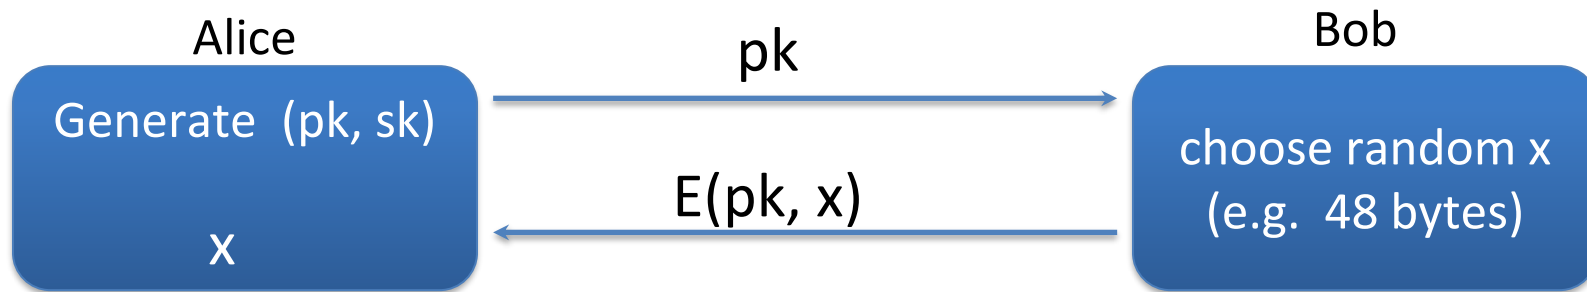 Alice
Generate (pk, sk)
x
pk
E(pk, x)
Bob
choose random x
(e.g. 48 bytes)